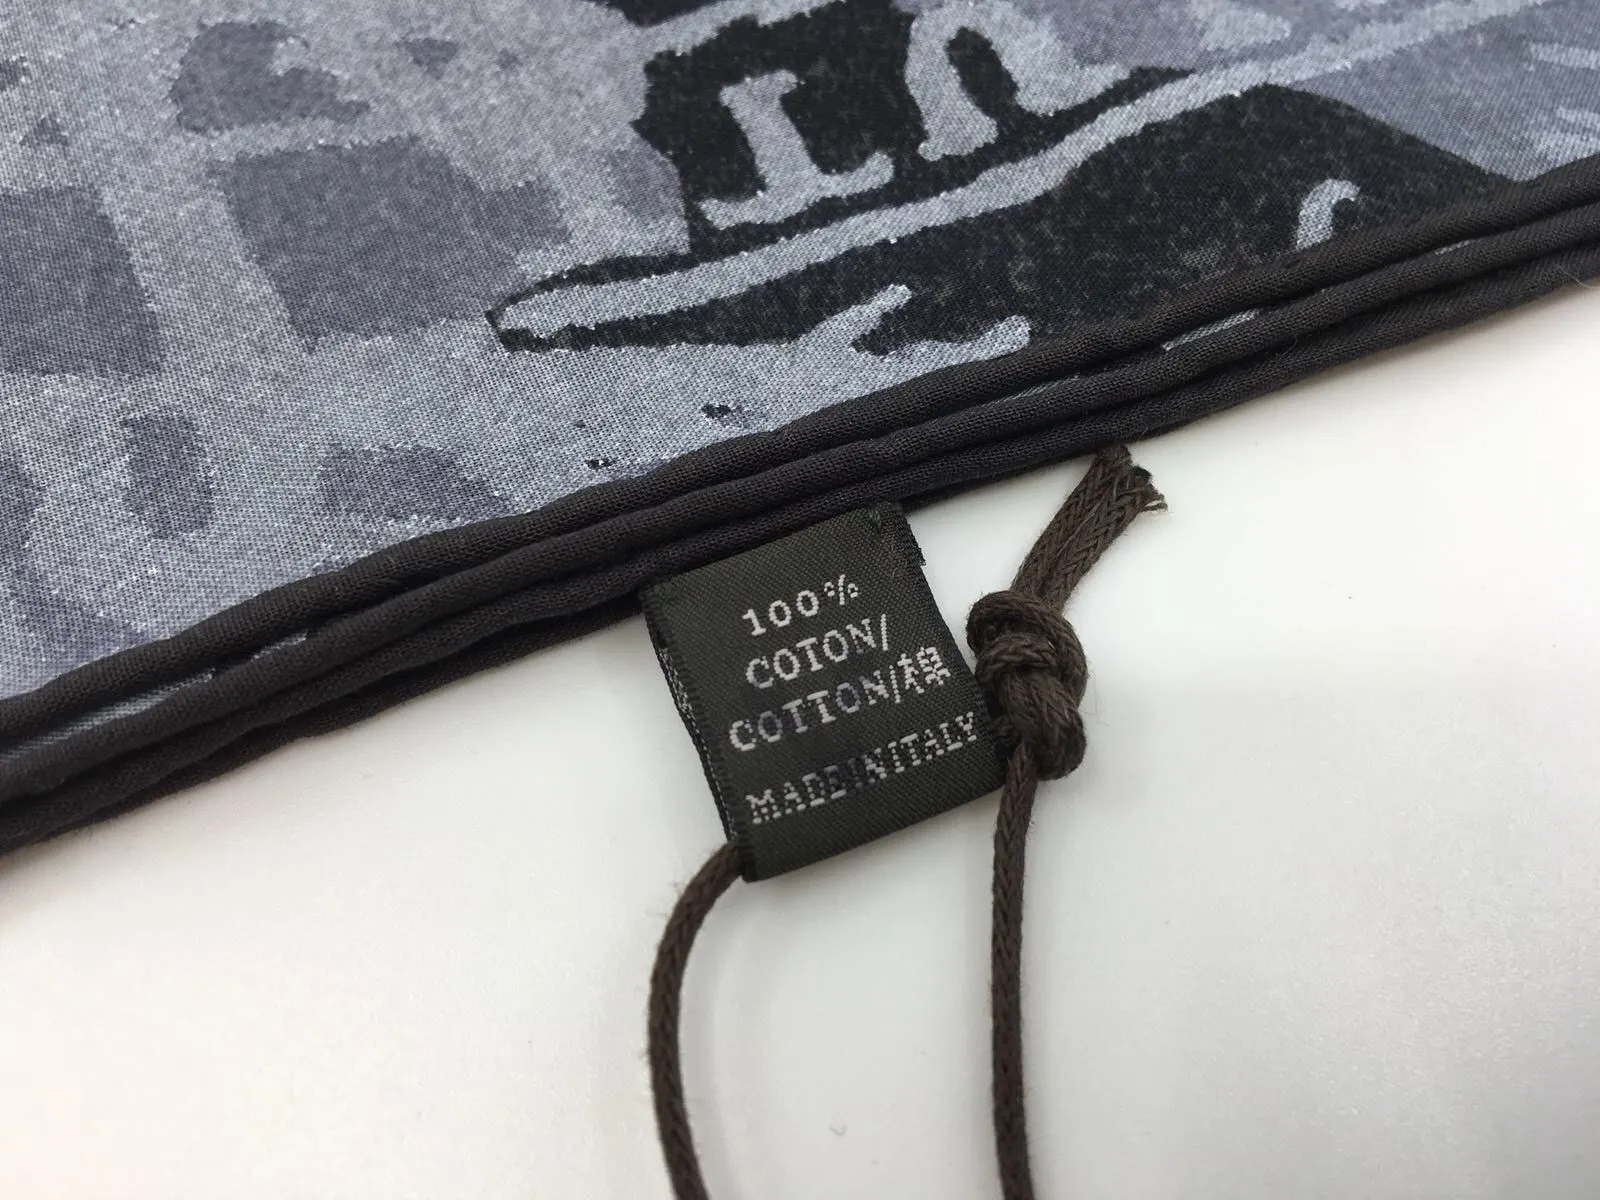 100%
COTON/
COTTON/棉
MADE IN ITALY